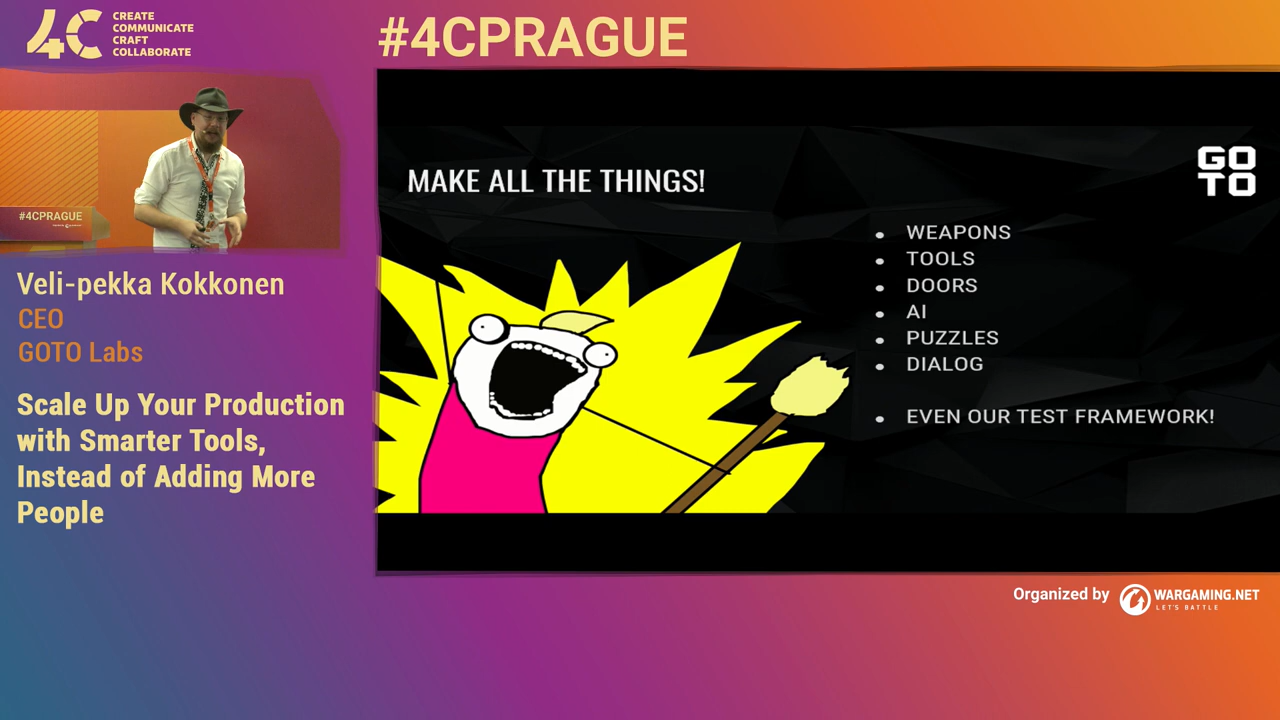 4C
CREATE
COMMUNICATE
CRAFT
COLLABORATE
#4CPRAGUE
#4CPRAGUE
Veli-pekka Kokkonen
CEO
GOTO Labs
Scale Up Your Production
with Smarter Tools,
Instead of Adding More
People
MAKE ALL THE THINGS!
GO
TO
• WEAPONS
• TOOLS
• DOORS
• AI
• PUZZLES
• DIALOG
• EVEN OUR TEST FRAMEWORK!
Organized by
WARGAMING.NET
LET'S BATTLE